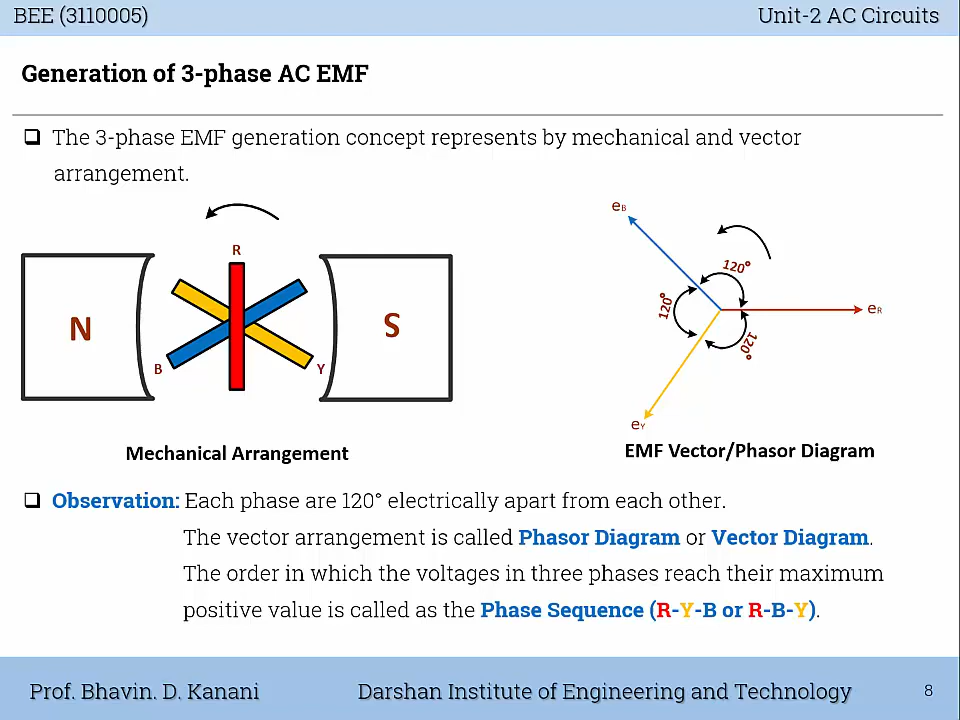 BEE (3110005)
Unit-2 AC Circuits
Generation of 3-phase AC EMF
The 3-phase EMF generation concept represents by mechanical and vector
arrangement.
R
N
S
B
Y
Mechanical Arrangement
eB
120°
120°
eR
120°
eY
EMF Vector/Phasor Diagram
Observation: Each phase are 120° electrically apart from each other.
The vector arrangement is called Phasor Diagram or Vector Diagram.
The order in which the voltages in three phases reach their maximum
positive value is called as the Phase Sequence (R-Y-B or R-B-Y).
Prof. Bhavin. D. Kanani
Darshan Institute of Engineering and Technology
8